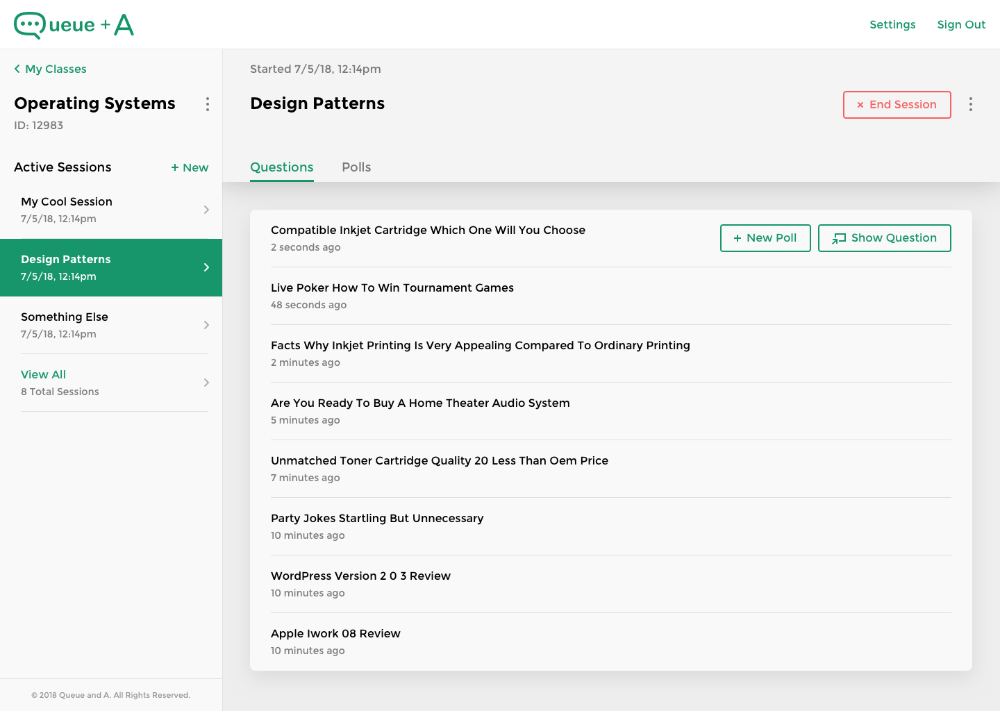 ueue + A
Settings
Sign Out
My Classes
Operating Systems
ID: 12983
Active Sessions
+ New
My Cool Session
7/5/18, 12:14pm
Design Patterns
7/5/18, 12:14pm
Something Else
7/5/18, 12:14pm
View All
8 Total Sessions
© 2018 Queue and A. All Rights Reserved.
Started 7/5/18, 12:14pm
Design Patterns
× End Session
Questions
Polls
Compatible Inkjet Cartridge Which One Will You Choose
2 seconds ago
+ New Poll
Show Question
Live Poker How To Win Tournament Games
48 seconds ago
Facts Why Inkjet Printing Is Very Appealing Compared To Ordinary Printing
2 minutes ago
Are You Ready To Buy A Home Theater Audio System
5 minutes ago
Unmatched Toner Cartridge Quality 20 Less Than Oem Price
7 minutes ago
Party Jokes Startling But Unnecessary
10 minutes ago
WordPress Version 2 0 3 Review
10 minutes ago
Apple Iwork 08 Review
10 minutes ago